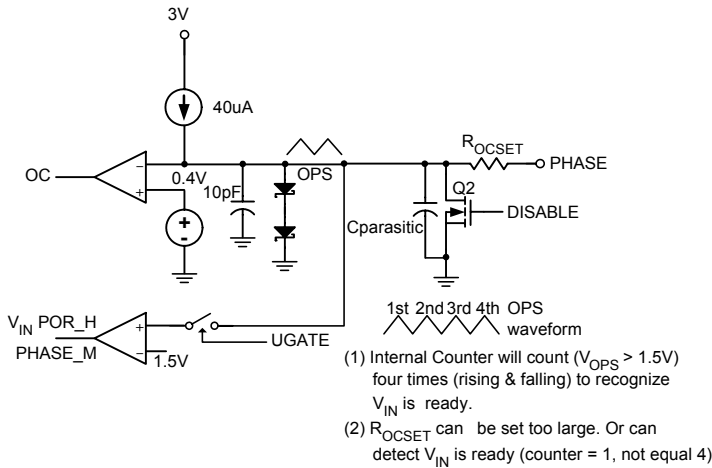 3V
40uA
R_OCSET
PHASE
OC
0.4V
OPS
Q2
10pF
Cparasitic
DISABLE
+
-
V_IN POR_H
PHASE_M
+
−
1.5V
UGATE
1st 2nd 3rd 4th OPS
waveform
(1) Internal Counter will count (V_OPS > 1.5V)
four times (rising & falling) to recognize
V_IN is ready.
(2) R_OCSET can be set too large. Or can
detect V_IN is ready (counter = 1, not equal 4)